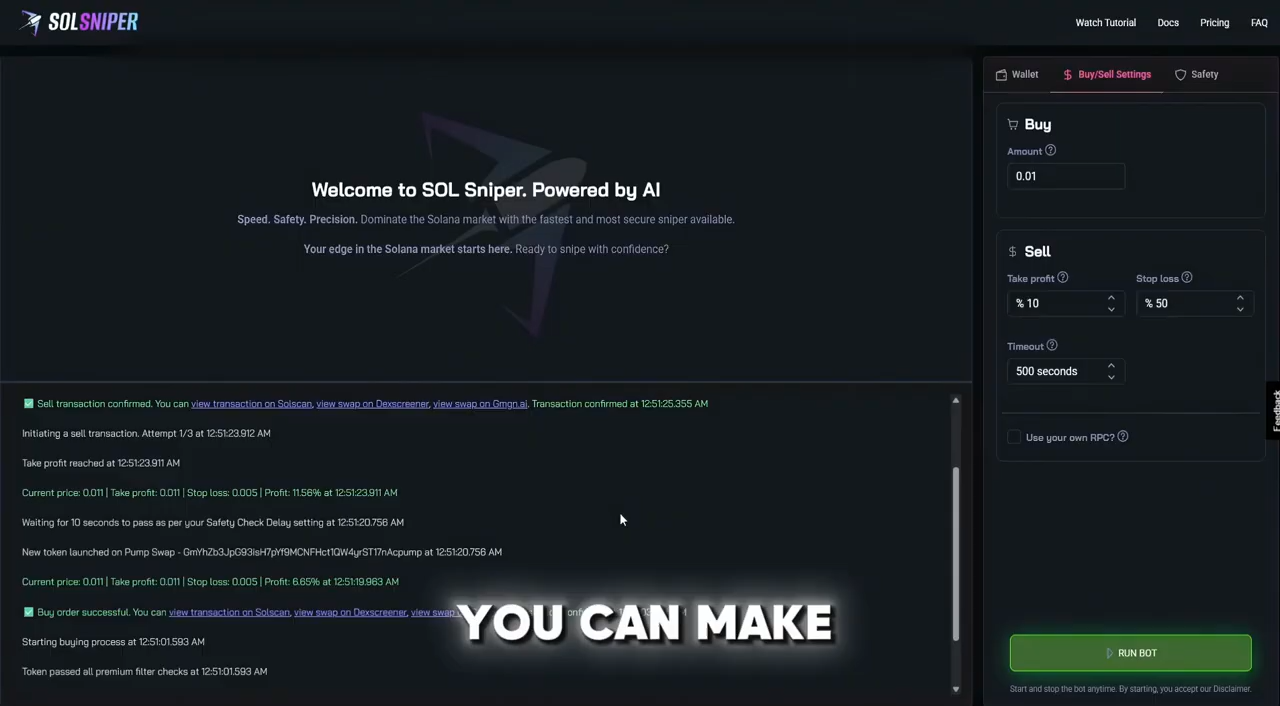 SOLSNIPER
Watch Tutorial
Docs
Pricing
FAQ
Wallet
Buy/Sell Settings
Safety
Buy
Amount
0.01
Sell
Take profit
Stop loss
% 10
% 50
Timeout
500 seconds
Use your own RPC?
Feedback
RUN BOT
Start and stop the bot anytime. By starting, you accept our Disclaimer.
Welcome to SOL Sniper. Powered by AI
Speed. Safety. Precision. Dominate the Solana market with the fastest and most secure sniper available.
Your edge in the Solana market starts here. Ready to snipe with confidence?
Sell transaction confirmed. You can view transaction on Solscan, view swap on Dexscreener, view swap on Gmgn.ai. Transaction confirmed at 12:51:25.355 AM
Initiating a sell transaction. Attempt 1/3 at 12:51:23.912 AM
Take profit reached at 12:51:23.911 AM
Current price: 0.011 | Take profit: 0.011 | Stop loss: 0.005 | Profit: 11.56% at 12:51:23.911 AM
Waiting for 10 seconds to pass as per your Safety Check Delay setting at 12:51:20.756 AM
New token launched on Pump Swap - GmYhZb3JpG93isH7pYf9MCNFHct1QW4yrST17nAcpump at 12:51:20.756 AM
Current price: 0.011 | Take profit: 0.011 | Stop loss: 0.005 | Profit: 6.65% at 12:51:19.963 AM
Buy order successful. You can view transaction on Solscan, view swap on Dexscreener, view swap
YOU CAN MAKE
Starting buying process at 12:51:01.593 AM
Token passed all premium filter checks at 12:51:01.593 AM